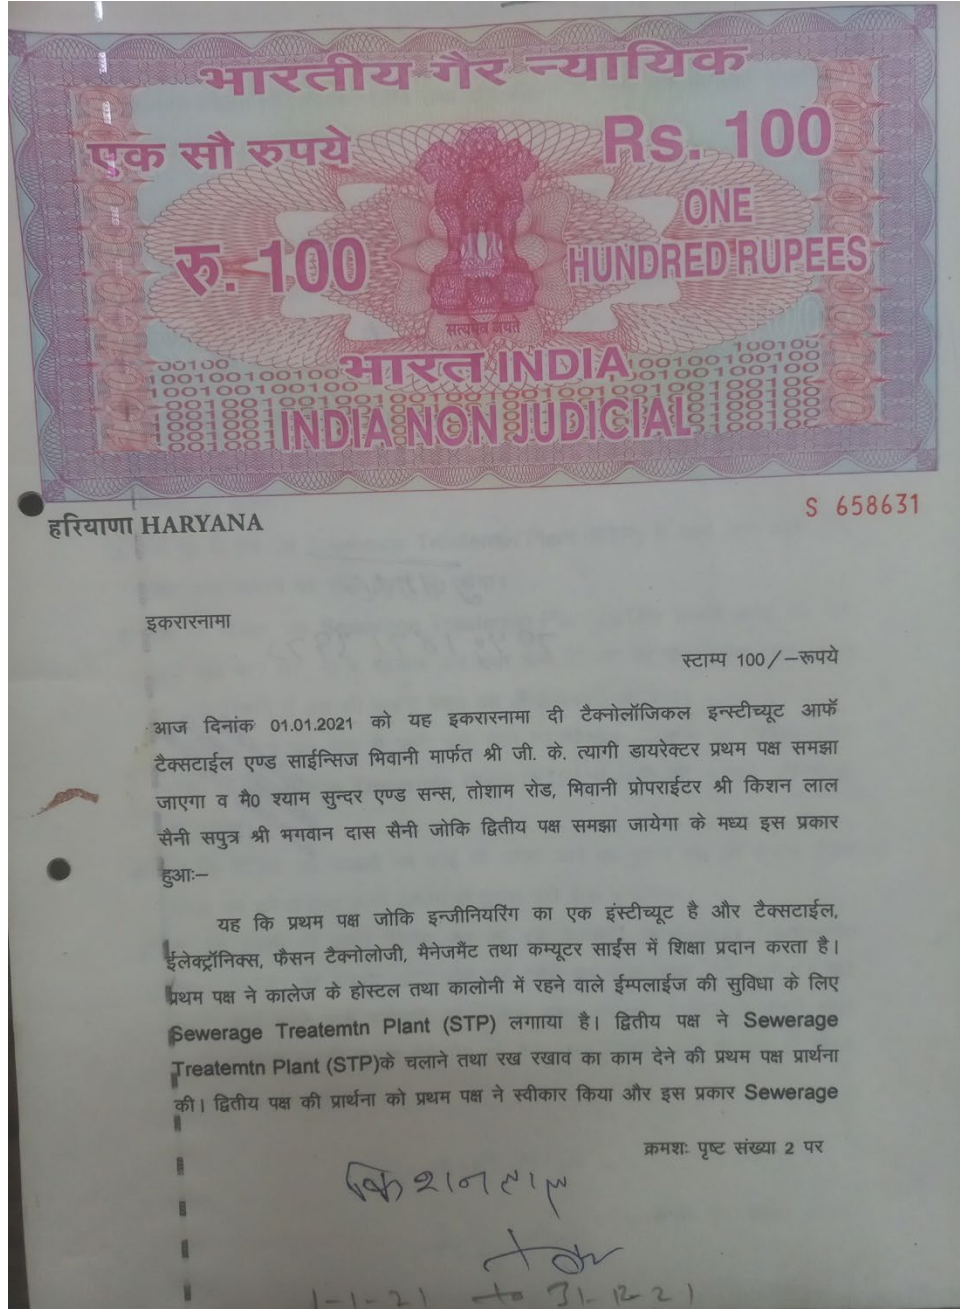 भारतीय गैर न्यायिक
एक सौ रुपये
Rs. 100
रु. 100
ONE
HUNDRED RUPEES
सत्यमेव जयते
भारत INDIA
INDIA NON JUDICIAL
हरियाणा HARYANA
S 658631
इकरारनामा
स्टाम्प 100/–रूपये
आज दिनांक 01.01.2021 को यह इकरारनामा दी टैक्नोलॉजिकल इन्स्टीच्यूट आफॅ
टैक्सटाईल एण्ड साईन्सिज भिवानी मार्फत श्री जी. के. त्यागी डायरेक्टर प्रथम पक्ष समझा
जाएगा व मै0 श्याम सुन्दर एण्ड सन्स, तोशाम रोड, भिवानी प्रोपराईटर श्री किशन लाल
सैनी सपुत्र श्री भगवान दास सैनी जोकि द्वितीय पक्ष समझा जायेगा के मध्य इस प्रकार
हुआः–
यह कि प्रथम पक्ष जोकि इन्जीनियरिंग का एक इंस्टीच्यूट है और टैक्सटाईल,
ईलेक्ट्रॉनिक्स, फैसन टैक्नोलोजी, मैनेजमैंट तथा कम्यूटर साईंस में शिक्षा प्रदान करता है।
प्रथम पक्ष ने कालेज के होस्टल तथा कालोनी में रहने वाले ईम्पलाईज की सुविधा के लिए
Sewerage Treatemtn Plant (STP) लगााया है। द्वितीय पक्ष ने Sewerage
Treatemtn Plant (STP)के चलाने तथा रख रखाव का काम देने की प्रथम पक्ष प्रार्थना
की। द्वितीय पक्ष की प्रार्थना को प्रथम पक्ष ने स्वीकार किया और इस प्रकार Sewerage
क्रमशः पृष्ट संख्या 2 पर
किशनलाल
1-1-21 to 31-12-21